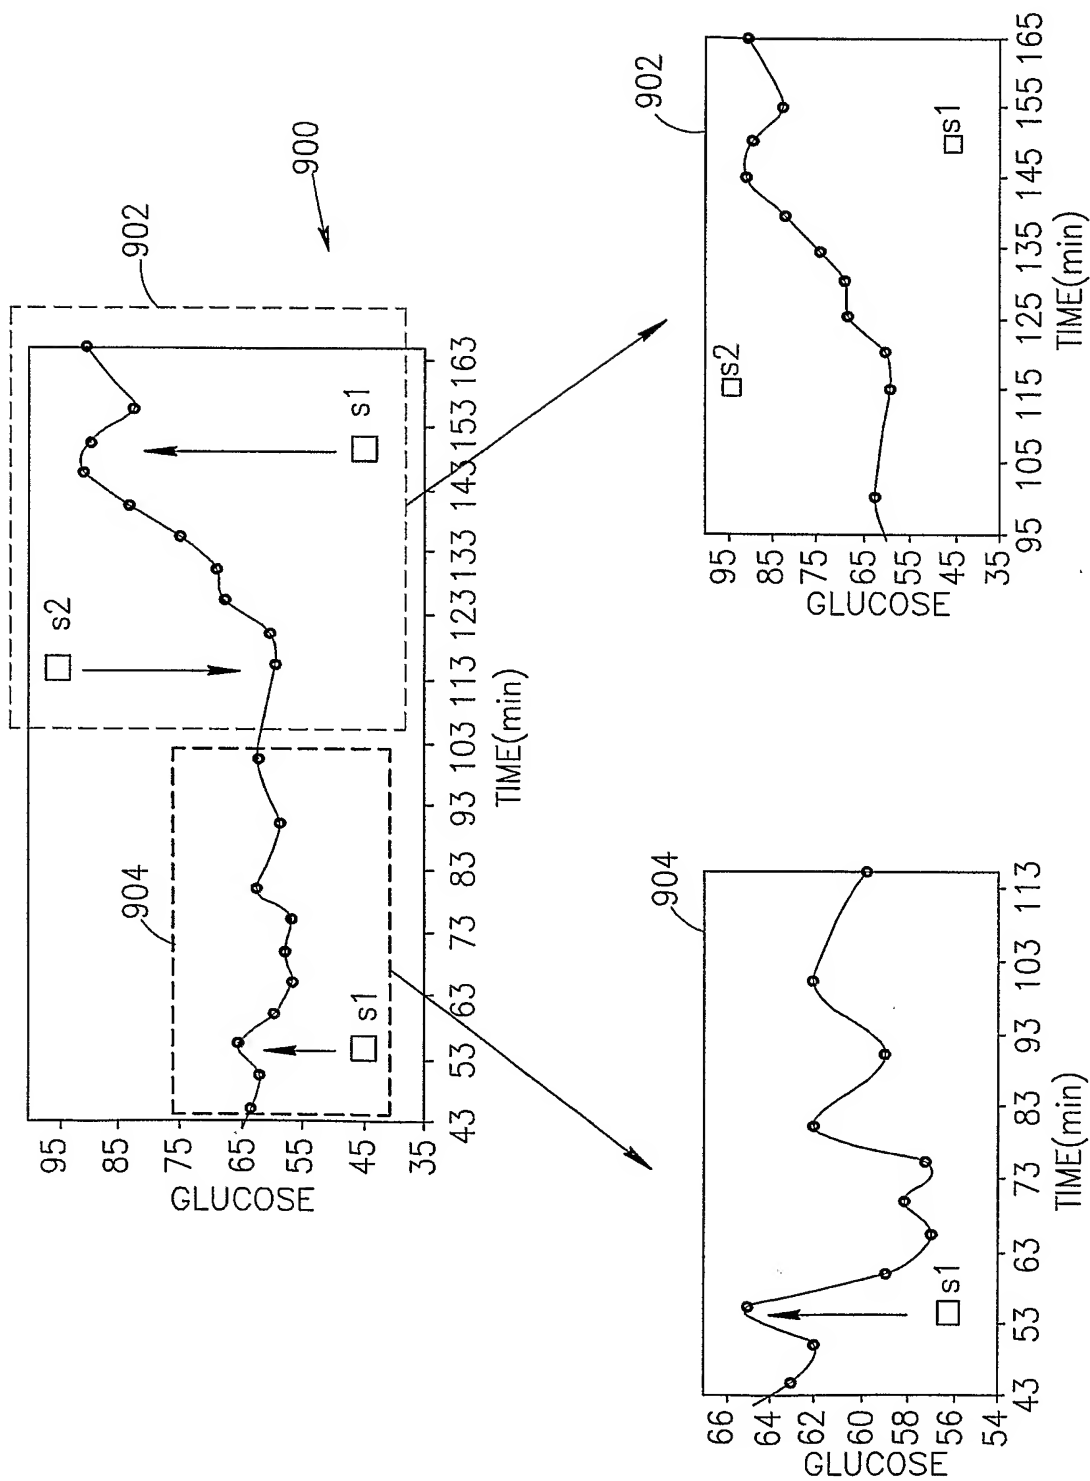 900
902
904
95
85
75
65
55
45
35
GLUCOSE
s2
s1
s1
43 53 63 73 83 93 103 113 123 133 143 153 163
TIME(min)
904
66
64
62
60
58
56
54
GLUCOSE
s1
43 53 63 73 83 93 103 113
TIME(min)
902
95
85
75
65
55
45
35
GLUCOSE
s2
s1
95 105 115 125 135 145 155 165
TIME(min)